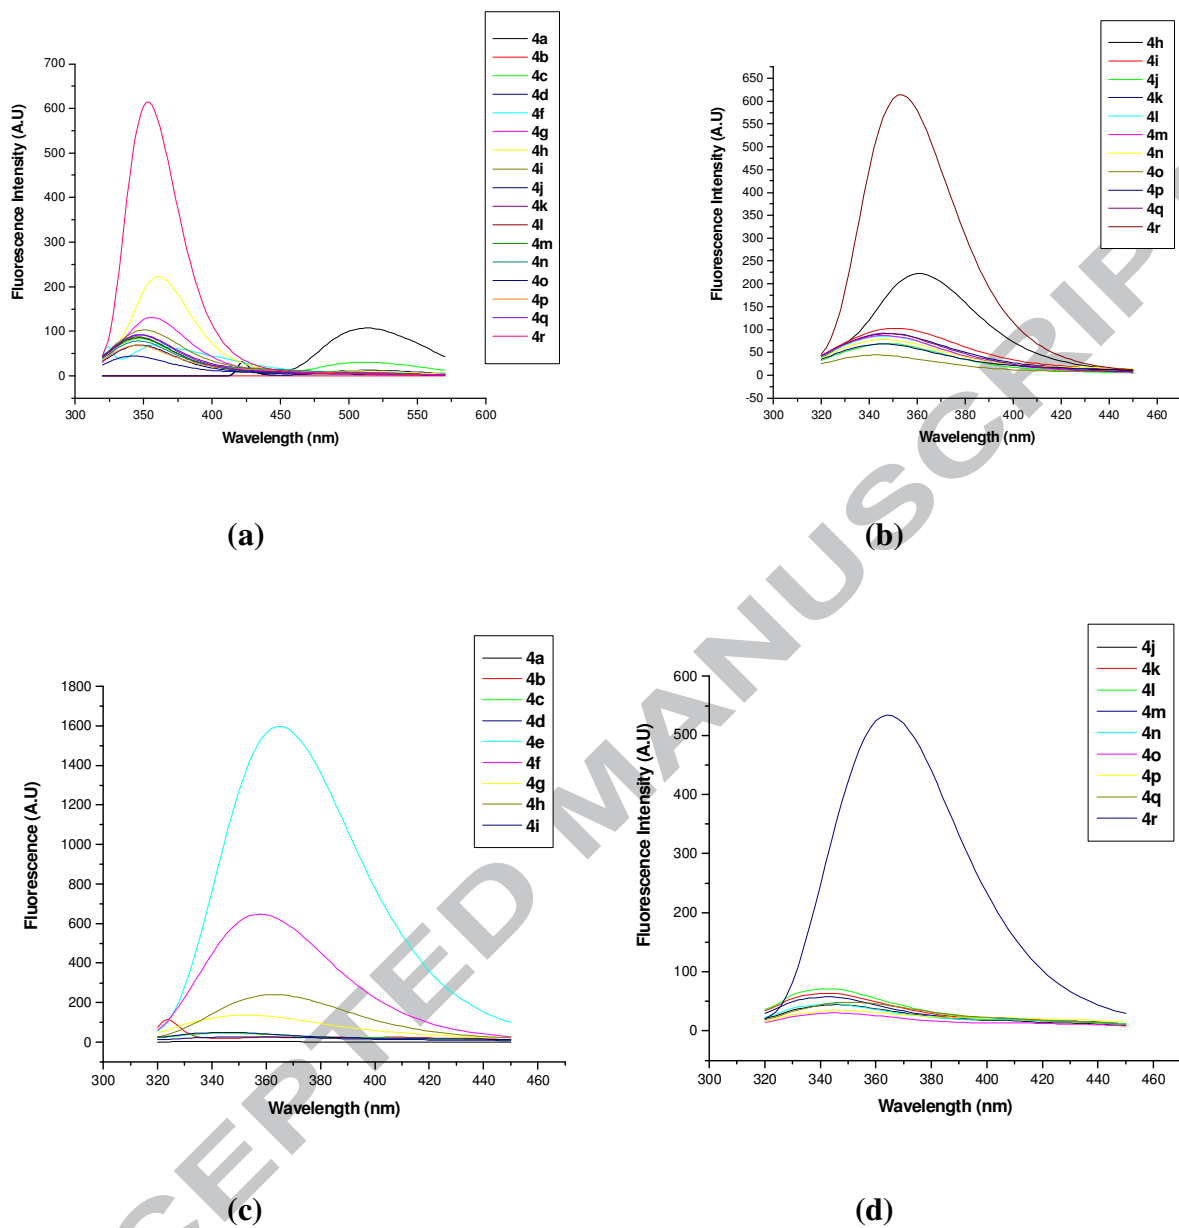 4a
4b
4c
4d
4f
4g
4h
4i
4j
4k
4l
4m
4n
4o
4p
4q
4r
700
600
500
400
300
200
100
0
Fluorescence Intensity (A.U)
300 350 400 450 500 550 600
Wavelength (nm)
(a)
4h
4i
4j
4k
4l
4m
4n
4o
4p
4q
4r
650
600
550
500
450
400
350
300
250
200
150
100
50
0
-50
Fluorescence Intensity (A.U)
300 320 340 360 380 400 420 440 460
Wavelength (nm)
(b)
4a
4b
4c
4d
4e
4f
4g
4h
4i
1800
1600
1400
1200
1000
800
600
400
200
0
Fluorescence (A.U)
300 320 340 360 380 400 420 440 460
Wavelength (nm)
(c)
4j
4k
4l
4m
4n
4o
4p
4q
4r
600
500
400
300
200
100
0
Fluorescence Intensity (A.U)
300 320 340 360 380 400 420 440 460
Wavelength (nm)
(d)
CEPTED MANUSCRIP